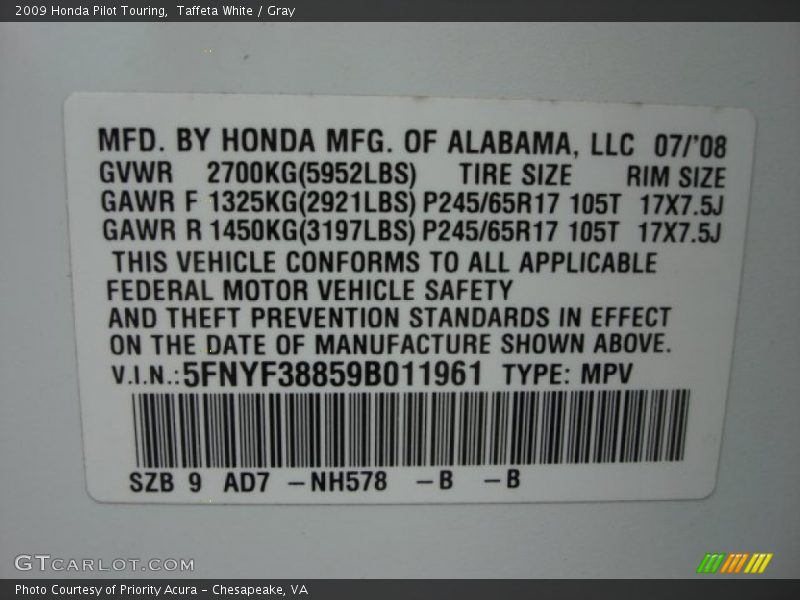 2009 Honda Pilot Touring,  Taffeta White / Gray
MFD. BY HONDA MFG. OF ALABAMA, LLC 07/'08
GVWR 2700KG(5952LBS) TIRE SIZE RIM SIZE
GAWR F 1325KG(2921LBS) P245/65R17 105T 17X7.5J
GAWR R 1450KG(3197LBS) P245/65R17 105T 17X7.5J
THIS VEHICLE CONFORMS TO ALL APPLICABLE
FEDERAL MOTOR VEHICLE SAFETY
AND THEFT PREVENTION STANDARDS IN EFFECT
ON THE DATE OF MANUFACTURE SHOWN ABOVE.
V.I.N.:5FNYF38859B011961 TYPE: MPV
SZB 9 AD7 –NH578 –B –B
GTCARLOT.COM
Photo Courtesy of Priority Acura – Chesapeake, VA